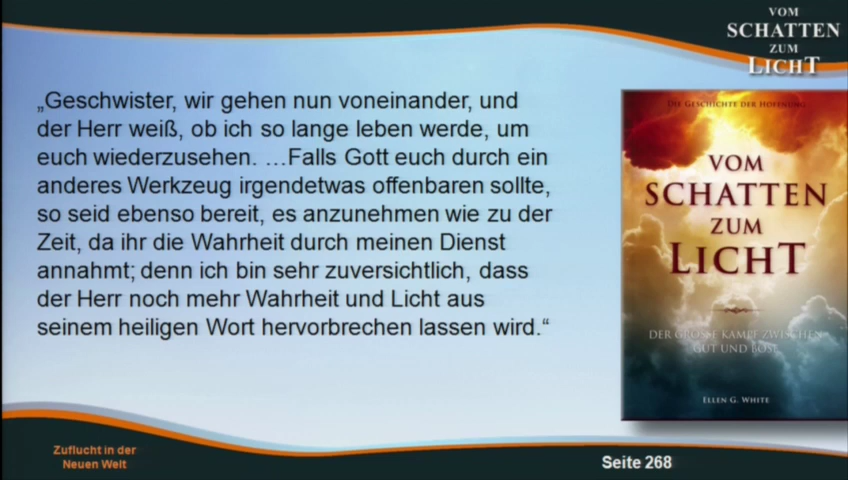 VOM
SCHATTEN
ZUM
LICHT
„Geschwister, wir gehen nun voneinander, und
der Herr weiß, ob ich so lange leben werde, um
euch wiederzusehen. …Falls Gott euch durch ein
anderes Werkzeug irgendetwas offenbaren sollte,
so seid ebenso bereit, es anzunehmen wie zu der
Zeit, da ihr die Wahrheit durch meinen Dienst
annahmt; denn ich bin sehr zuversichtlich, dass
der Herr noch mehr Wahrheit und Licht aus
seinem heiligen Wort hervorbrechen lassen wird.“
DIE GESCHICHTE DER HOFFNUNG
VOM
SCHATTEN
ZUM
LICHT
DER GROSSE KAMPF ZWISCHEN
GUT UND BÖSE
ELLEN G. WHITE
Zuflucht in der
Neuen Welt
Seite 268